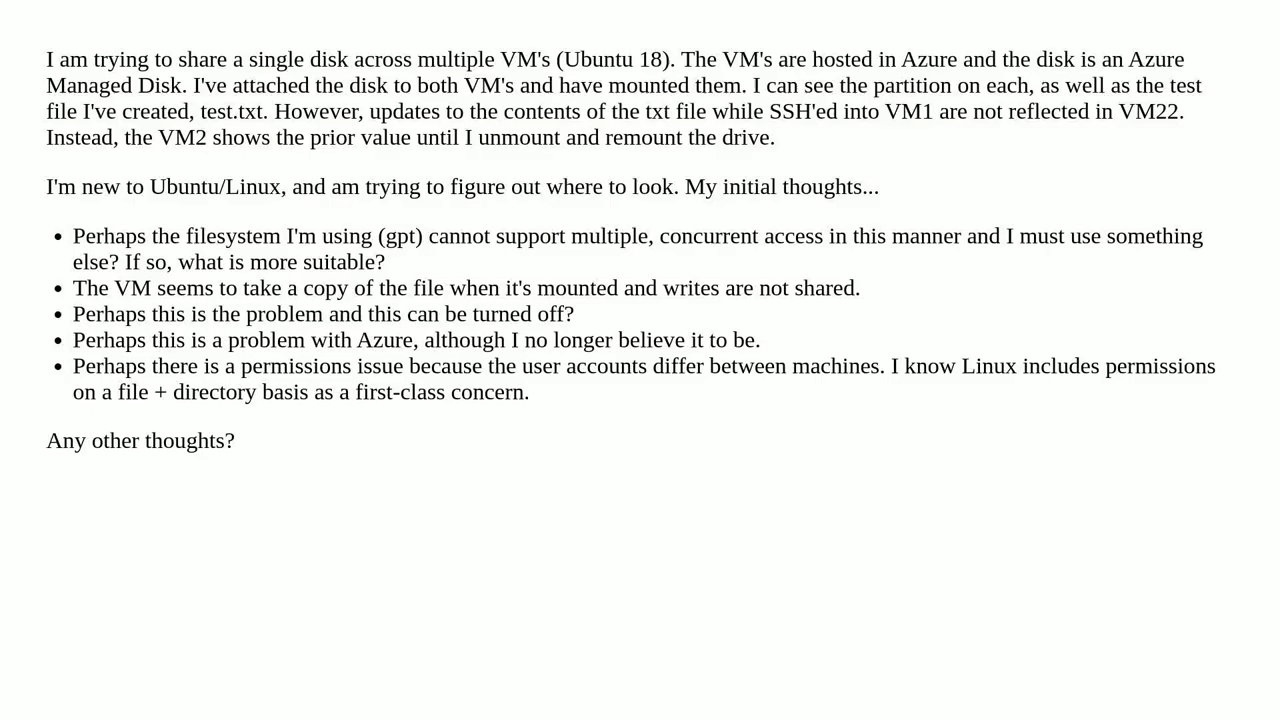 I am trying to share a single disk across multiple VM's (Ubuntu 18). The VM's are hosted in Azure and the disk is an Azure
Managed Disk. I've attached the disk to both VM's and have mounted them. I can see the partition on each, as well as the test
file I've created, test.txt. However, updates to the contents of the txt file while SSH'ed into VM1 are not reflected in VM22.
Instead, the VM2 shows the prior value until I unmount and remount the drive.
I'm new to Ubuntu/Linux, and am trying to figure out where to look. My initial thoughts...
• Perhaps the filesystem I'm using (gpt) cannot support multiple, concurrent access in this manner and I must use something
else? If so, what is more suitable?
• The VM seems to take a copy of the file when it's mounted and writes are not shared.
• Perhaps this is the problem and this can be turned off?
• Perhaps this is a problem with Azure, although I no longer believe it to be.
• Perhaps there is a permissions issue because the user accounts differ between machines. I know Linux includes permissions
on a file + directory basis as a first-class concern.
Any other thoughts?